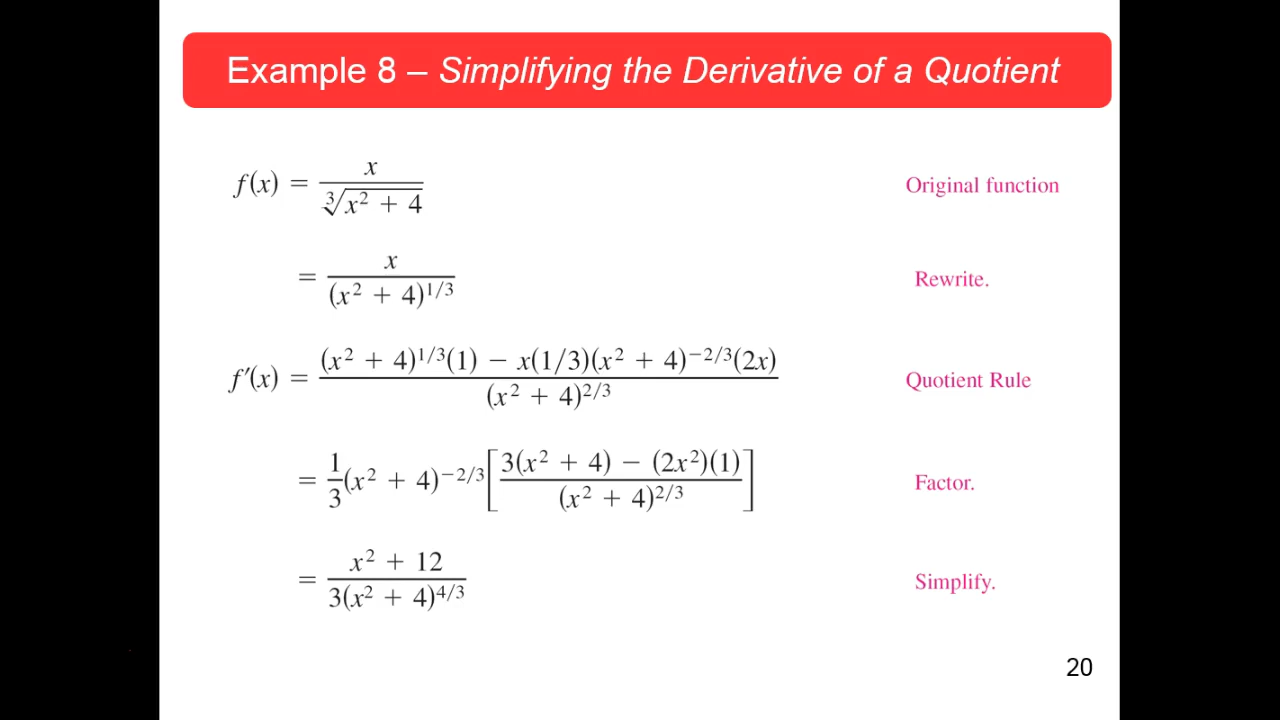 Example 8 – Simplifying the Derivative of a Quotient
f(x) = x / ∛(x² + 4) Original function
= x / (x² + 4)^(1/3) Rewrite.
f′(x) = [(x² + 4)^(1/3)(1) − x(1/3)(x² + 4)^(−2/3)(2x)] / (x² + 4)^(2/3) Quotient Rule
= 1/3 (x² + 4)^(−2/3) [ (3(x² + 4) − (2x²)(1)) / (x² + 4)^(2/3) ] Factor.
= (x² + 12) / 3(x² + 4)^(4/3) Simplify.
20